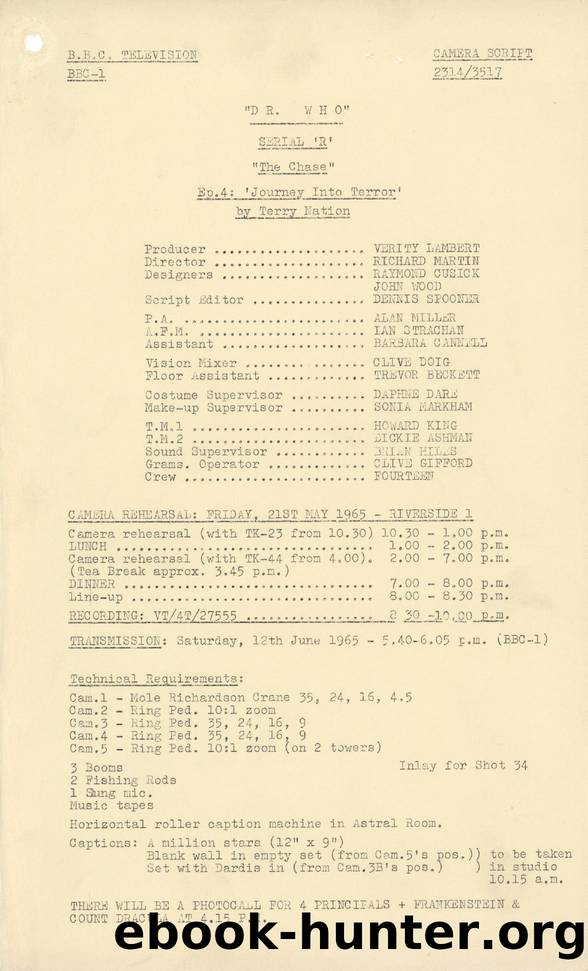 B.B.C. TELEVISION CAMERA SCRIPT
BBC-1 2314/3517
"D R. W H O"
SERIAL 'R'
"The Chase"
Ep.4: 'Journey Into Terror'
by Terry Nation
Producer .................... VERITY LAMBERT
Director .................... RICHARD MARTIN
Designers ................... RAYMOND CUSICK
JOHN WOOD
Script Editor ............... DENNIS SPOONER
P.A. ........................ ALAN MILLER
A.F.M. ...................... IAN STRACHAN
Assistant ................... BARBARA CANNELL
Vision Mixer ................ CLIVE DOIG
Floor Assistant ............. TREVOR BECKETT
Costume Supervisor .......... DAPHNE DARE
Make-up Supervisor .......... SONIA MARKHAM
T.M.1 ....................... HOWARD KING
T.M.2 ....................... DICKIE ASHMAN
Sound Supervisor ............ BRIAN HILES
Grams. Operator ............. CLIVE GIFFORD
Crew ........................ FOURTEEN
CAMERA REHEARSAL: FRIDAY, 21ST MAY 1965 - RIVERSIDE 1
Camera rehearsal (with TK-23 from 10.30) 10.30 - 1.00 p.m.
LUNCH .................................. 1.00 - 2.00 p.m.
Camera rehearsal (with TK-44 from 4.00). 2.00 - 7.00 p.m.
(Tea Break approx. 3.45 p.m.)
DINNER ................................. 7.00 - 8.00 p.m.
Line-up ................................ 8.00 - 8.30 p.m.
RECORDING: VT/4T/27555 ................. 8 30 -10.00 p.m.
TRANSMISSION: Saturday, 12th June 1965 - 5.40-6.05 p.m. (BBC-1)
Technical Requirements:
Cam.1 - Mole Richardson Crane 35, 24, 16, 4.5
Cam.2 - Ring Ped. 10:1 zoom
Cam.3 - Ring Ped. 35, 24, 16, 9
Cam.4 - Ring Ped. 35, 24, 16, 9
Cam.5 - Ring Ped. 10:1 zoom (on 2 towers)
3 Booms Inlay for Shot 34
2 Fishing Rods
1 Slung mic.
Music tapes
Horizontal roller caption machine in Astral Room.
Captions: A million stars (12" x 9")
Blank wall in empty set (from Cam.5's pos.)) to be taken
Set with Dardis in (from Cam.3B's pos.) ) in studio
10.15 a.m.
THERE WILL BE A PHOTOCALL FOR 4 PRINCIPALS + FRANKENSTEIN &
COUNT DRACULA AT 4.15 P.M.
ebook-hunter.org